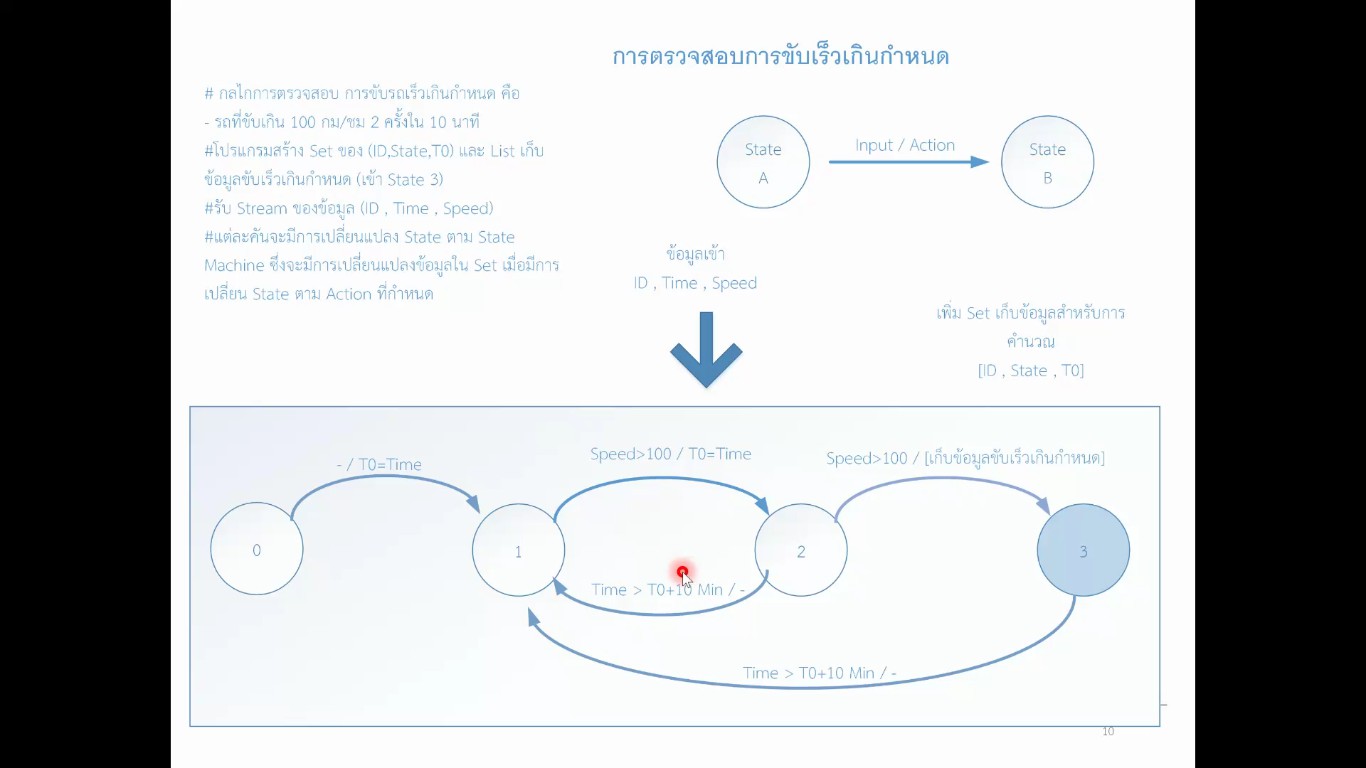 การตรวจสอบการขับเร็วเกินกำหนด
# กลไกการตรวจสอบ การขับรถเร็วเกินกำหนด คือ
- รถที่ขับเกิน 100 กม/ชม 2 ครั้งใน 10 นาที
#โปรแกรมสร้าง Set ของ (ID,State,T0) และ List เก็บ
ข้อมูลขับเร็วเกินกำหนด (เข้า State 3)
#รับ Stream ของข้อมูล (ID , Time , Speed)
#แต่ละคันจะมีการเปลี่ยนแปลง State ตาม State
Machine ซึ่งจะมีการเปลี่ยนแปลงข้อมูลใน Set เมื่อมีการ
เปลี่ยน State ตาม Action ที่กำหนด
State
A
Input / Action
State
B
ข้อมูลเข้า
ID , Time , Speed
เพิ่ม Set เก็บข้อมูลสำหรับการ
คำนวณ
[ID , State , T0]
- / T0=Time
Speed>100 / T0=Time
Speed>100 / [เก็บข้อมูลขับเร็วเกินกำหนด]
0
1
2
3
Time > T0+10 Min / -
Time > T0+10 Min / -
10